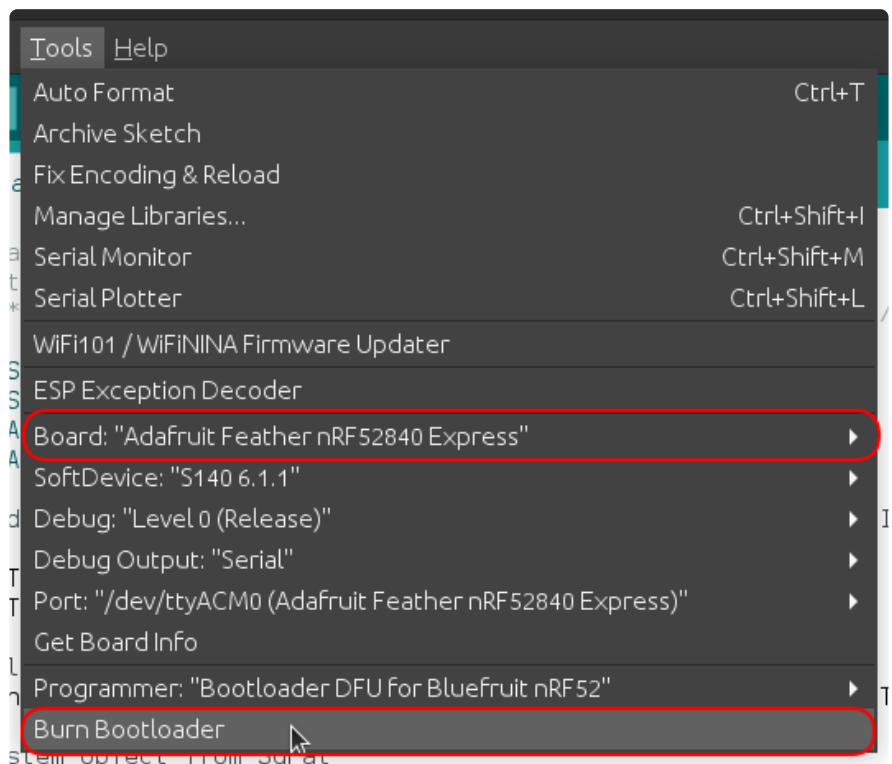 Tools Help
Auto Format Ctrl+T
Archive Sketch
Fix Encoding & Reload
Manage Libraries... Ctrl+Shift+I
Serial Monitor Ctrl+Shift+M
Serial Plotter Ctrl+Shift+L
WiFi101 / WiFiNINA Firmware Updater
ESP Exception Decoder
Board: "Adafruit Feather nRF52840 Express"
SoftDevice: "S140 6.1.1"
Debug: "Level 0 (Release)"
Debug Output: "Serial"
Port: "/dev/ttyACM0 (Adafruit Feather nRF52840 Express)"
Get Board Info
Programmer: "Bootloader DFU for Bluefruit nRF52"
Burn Bootloader